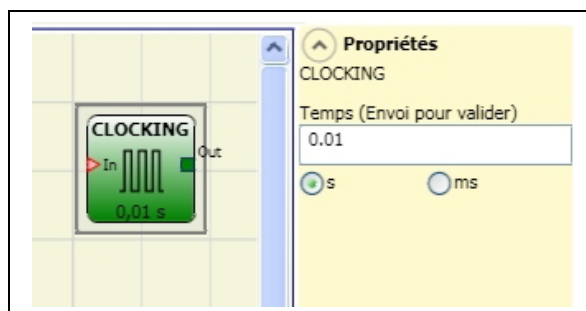 CLOCKING
In
Out
0,01 s
Propriétés
CLOCKING
Temps (Envoi pour valider)
0.01
s ms